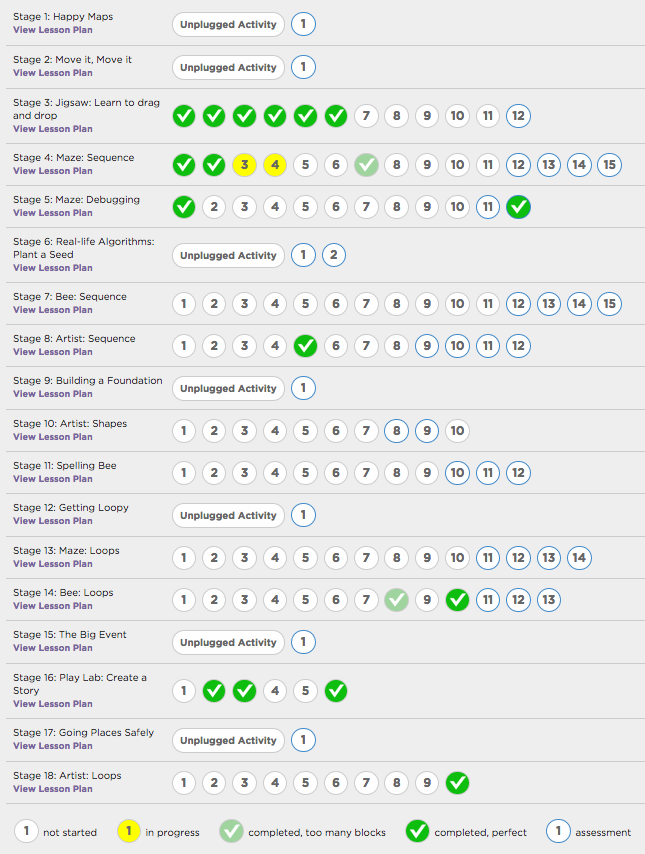 Stage 1: Happy Maps
View Lesson Plan
Unplugged Activity 1
Stage 2: Move it, Move it
View Lesson Plan
Unplugged Activity 1
Stage 3: Jigsaw: Learn to drag
and drop
View Lesson Plan
7 8 9 10 11 12
Stage 4: Maze: Sequence
View Lesson Plan
3 4 5 6 8 9 10 11 12 13 14 15
Stage 5: Maze: Debugging
View Lesson Plan
2 3 4 5 6 7 8 9 10 11
Stage 6: Real-life Algorithms:
Plant a Seed
View Lesson Plan
Unplugged Activity 1 2
Stage 7: Bee: Sequence
View Lesson Plan
1 2 3 4 5 6 7 8 9 10 11 12 13 14 15
Stage 8: Artist: Sequence
View Lesson Plan
1 2 3 4 6 7 8 9 10 11 12
Stage 9: Building a Foundation
View Lesson Plan
Unplugged Activity 1
Stage 10: Artist: Shapes
View Lesson Plan
1 2 3 4 5 6 7 8 9 10
Stage 11: Spelling Bee
View Lesson Plan
1 2 3 4 5 6 7 8 9 10 11 12
Stage 12: Getting Loopy
View Lesson Plan
Unplugged Activity 1
Stage 13: Maze: Loops
View Lesson Plan
1 2 3 4 5 6 7 8 9 10 11 12 13 14
Stage 14: Bee: Loops
View Lesson Plan
1 2 3 4 5 6 7 9 11 12 13
Stage 15: The Big Event
View Lesson Plan
Unplugged Activity 1
Stage 16: Play Lab: Create a
Story
View Lesson Plan
1 4 5
Stage 17: Going Places Safely
View Lesson Plan
Unplugged Activity 1
Stage 18: Artist: Loops
View Lesson Plan
1 2 3 4 5 6 7 8 9
1 not started 1 in progress completed, too many blocks completed, perfect 1 assessment